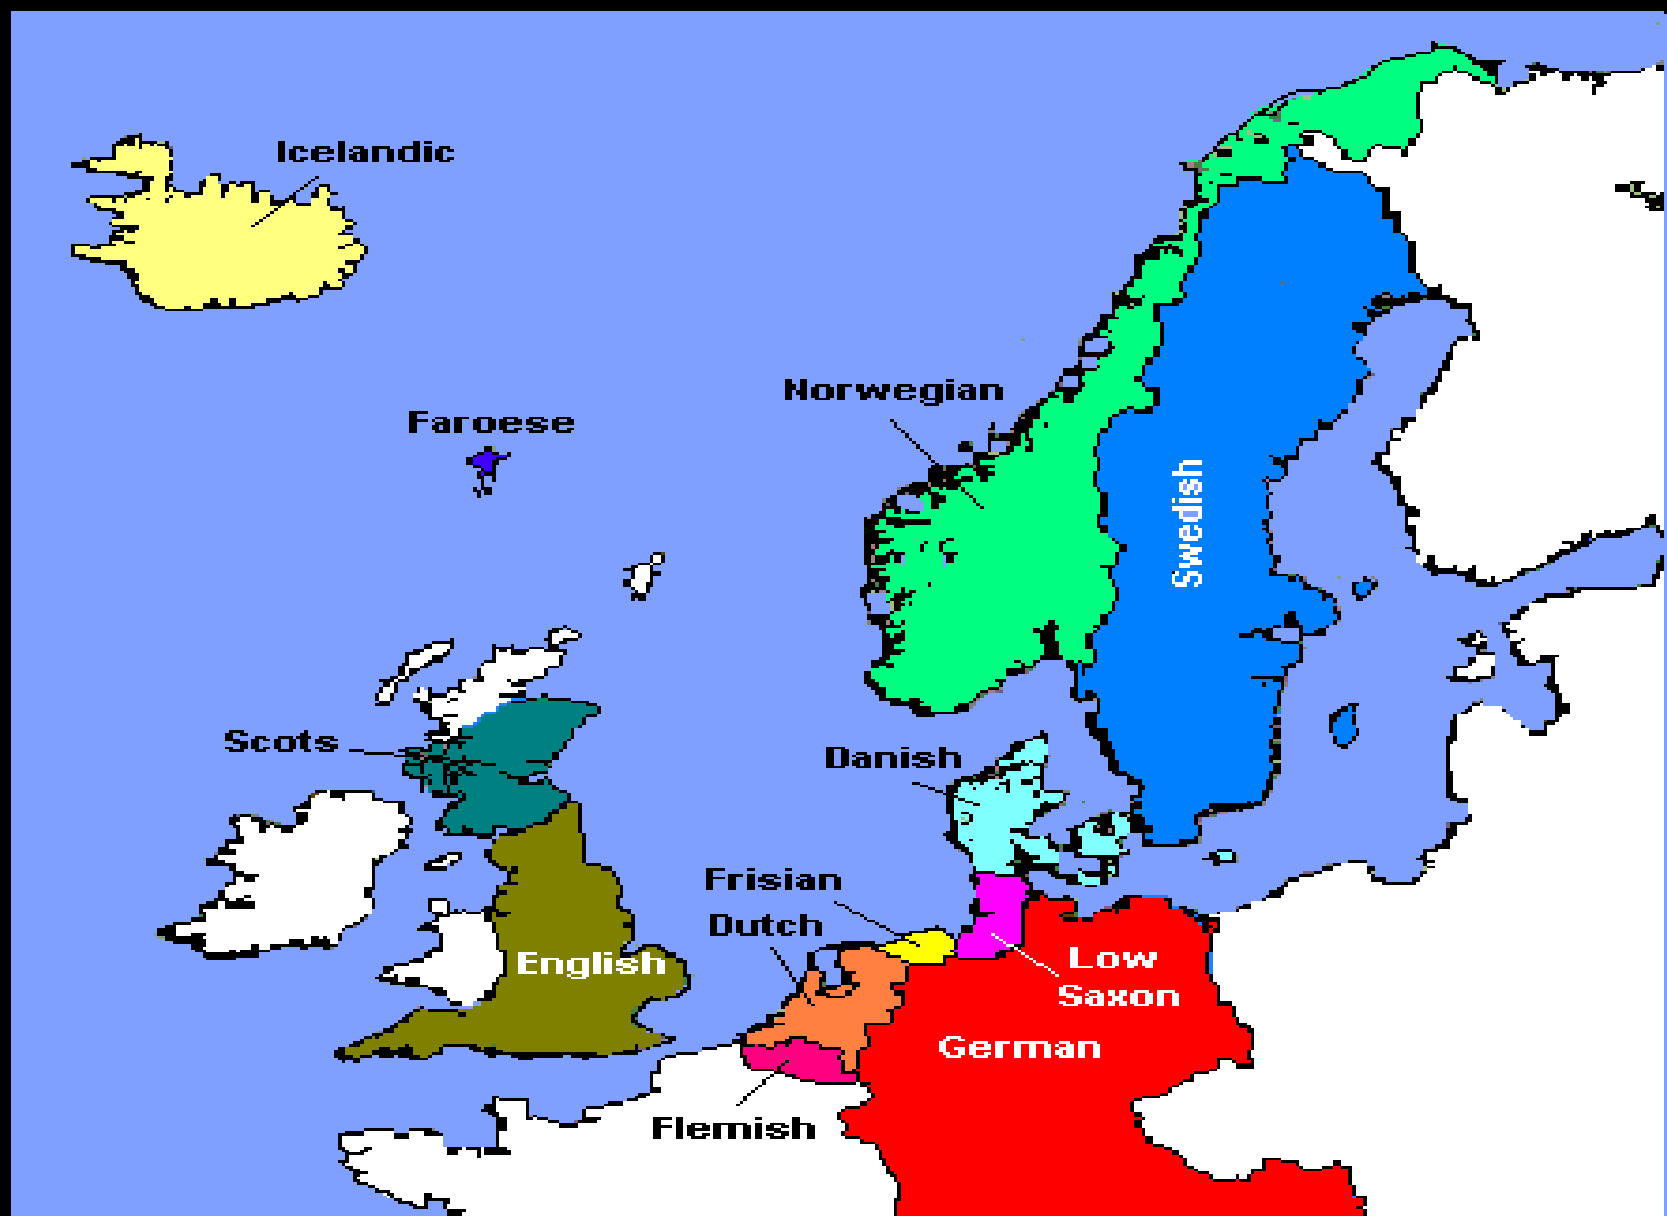 Icelandic
Norwegian
Faroese
Swedish
Scots
Danish
Frisian
Dutch
English
Low
Saxon
German
Flemish